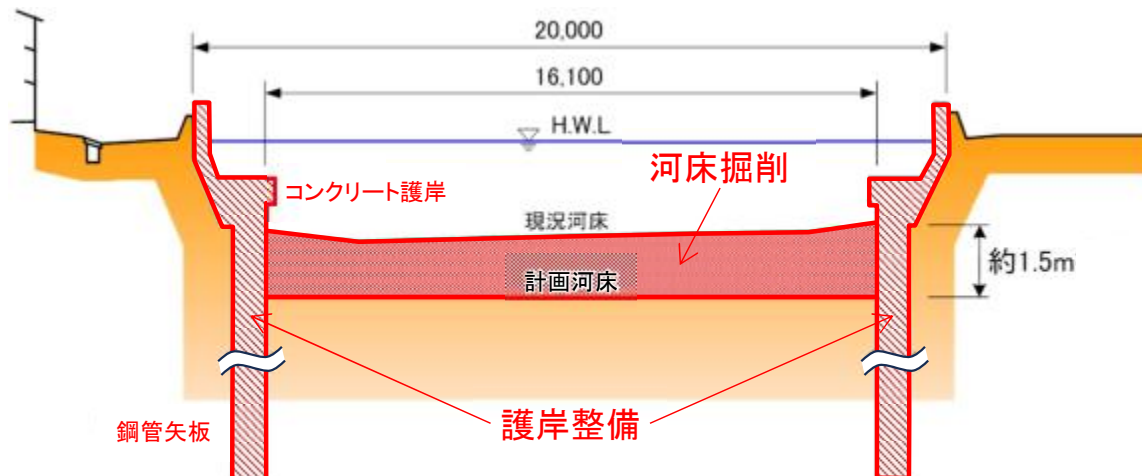 20,000
16,100
H.W.L
河床掘削
コンクリート護岸
現況河床
約1.5m
計画河床
護岸整備
鋼管矢板